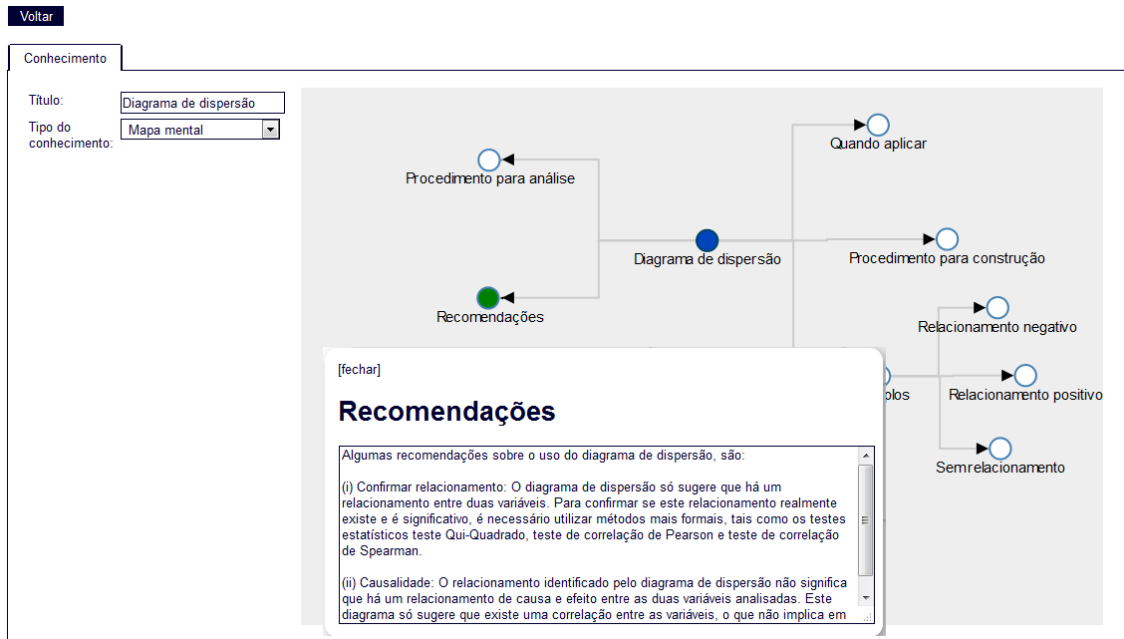 Voltar
Conhecimento
Título:
Diagrama de dispersão
Tipo do
conhecimento:
Mapa mental
Quando aplicar
Procedimento para análise
Diagrama de dispersão
Procedimento para construção
Recomendações
Relacionamento negativo
plos
Relacionamento positivo
Sem relacionamento
[fechar]
Recomendações
Algumas recomendações sobre o uso do diagrama de dispersão, são:
(i) Confirmar relacionamento: O diagrama de dispersão só sugere que há um
relacionamento entre duas variáveis. Para confirmar se este relacionamento realmente
existe e é significativo, é necessário utilizar métodos mais formais, tais como os testes
estatísticos teste Qui-Quadrado, teste de correlação de Pearson e teste de correlação
de Spearman.
(ii) Causalidade: O relacionamento identificado pelo diagrama de dispersão não significa
que há um relacionamento de causa e efeito entre as duas variáveis analisadas. Este
diagrama só sugere que existe uma correlação entre as variáveis, o que não implica em